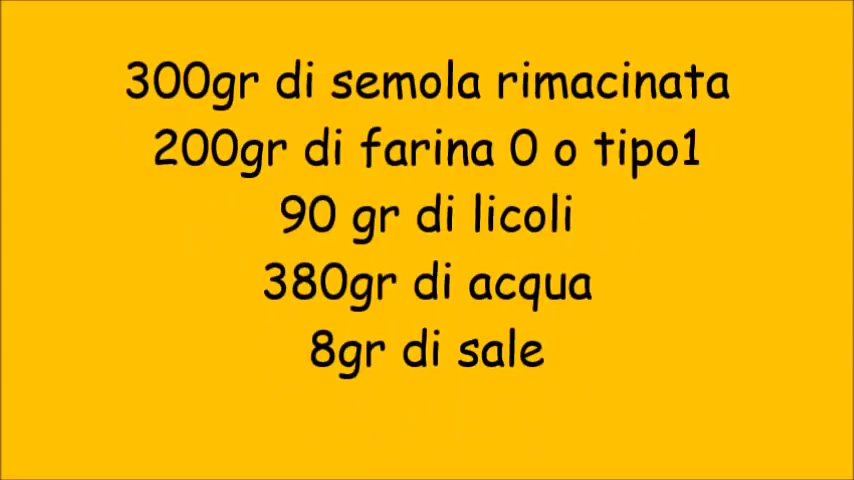 300gr di semola rimacinata
200gr di farina 0 o tipo1
90 gr di licoli
380gr di acqua
8gr di sale